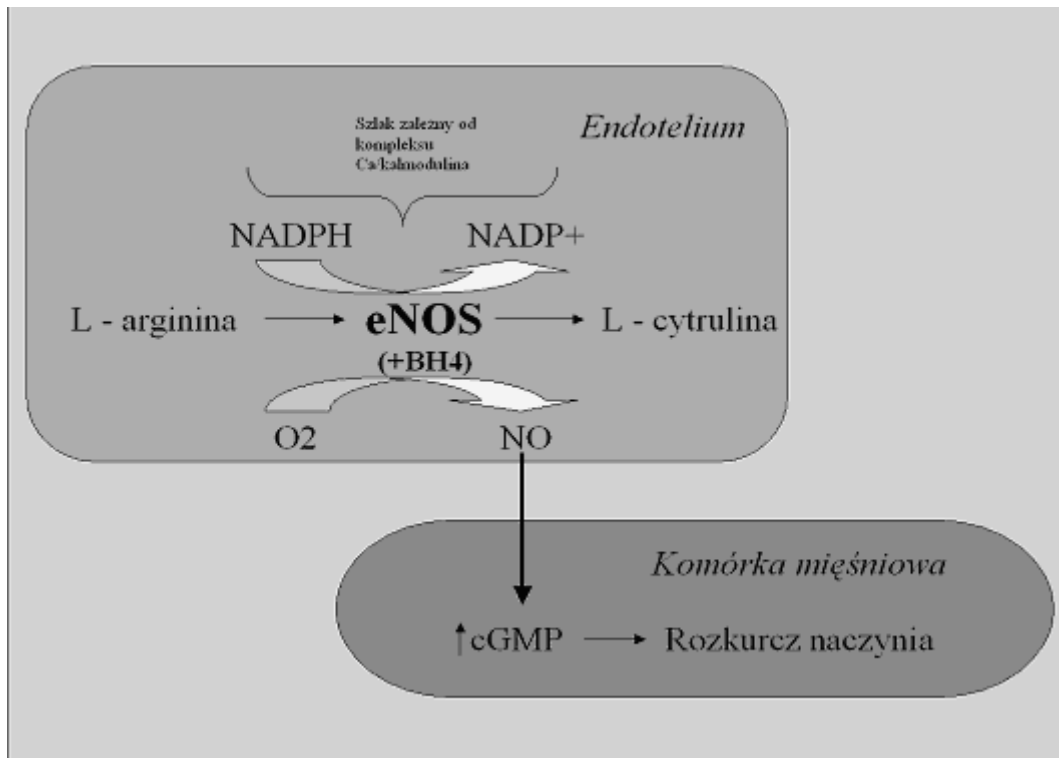 Szlak zalezny od
kompleksu
Ca/kalmodulina
Endotelium
NADPH NADP+
L - arginina eNOS L - cytrulina
(+BH4)
O2 NO
Komórka mięśniowa
↑cGMP Rozkurcz naczynia